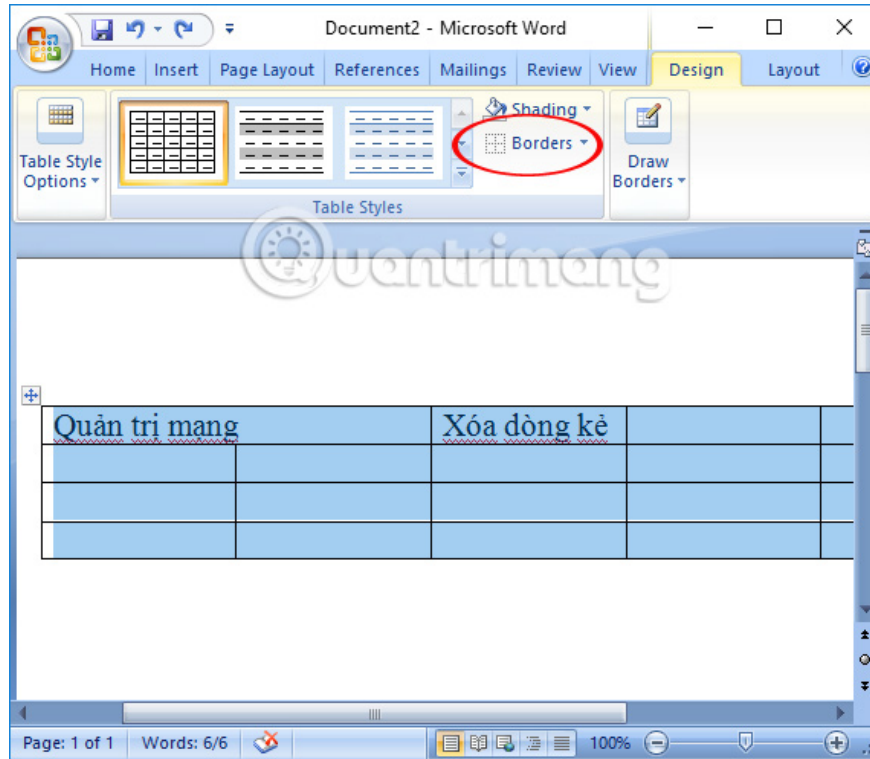 Document2 - Microsoft Word
Home Insert Page Layout References Mailings Review View Design Layout
Shading
Borders
Table Style Options
Draw Borders
Table Styles
Quantrimang
Quản trị mạng Xóa dòng kẻ
Page: 1 of 1 Words: 6/6 100%